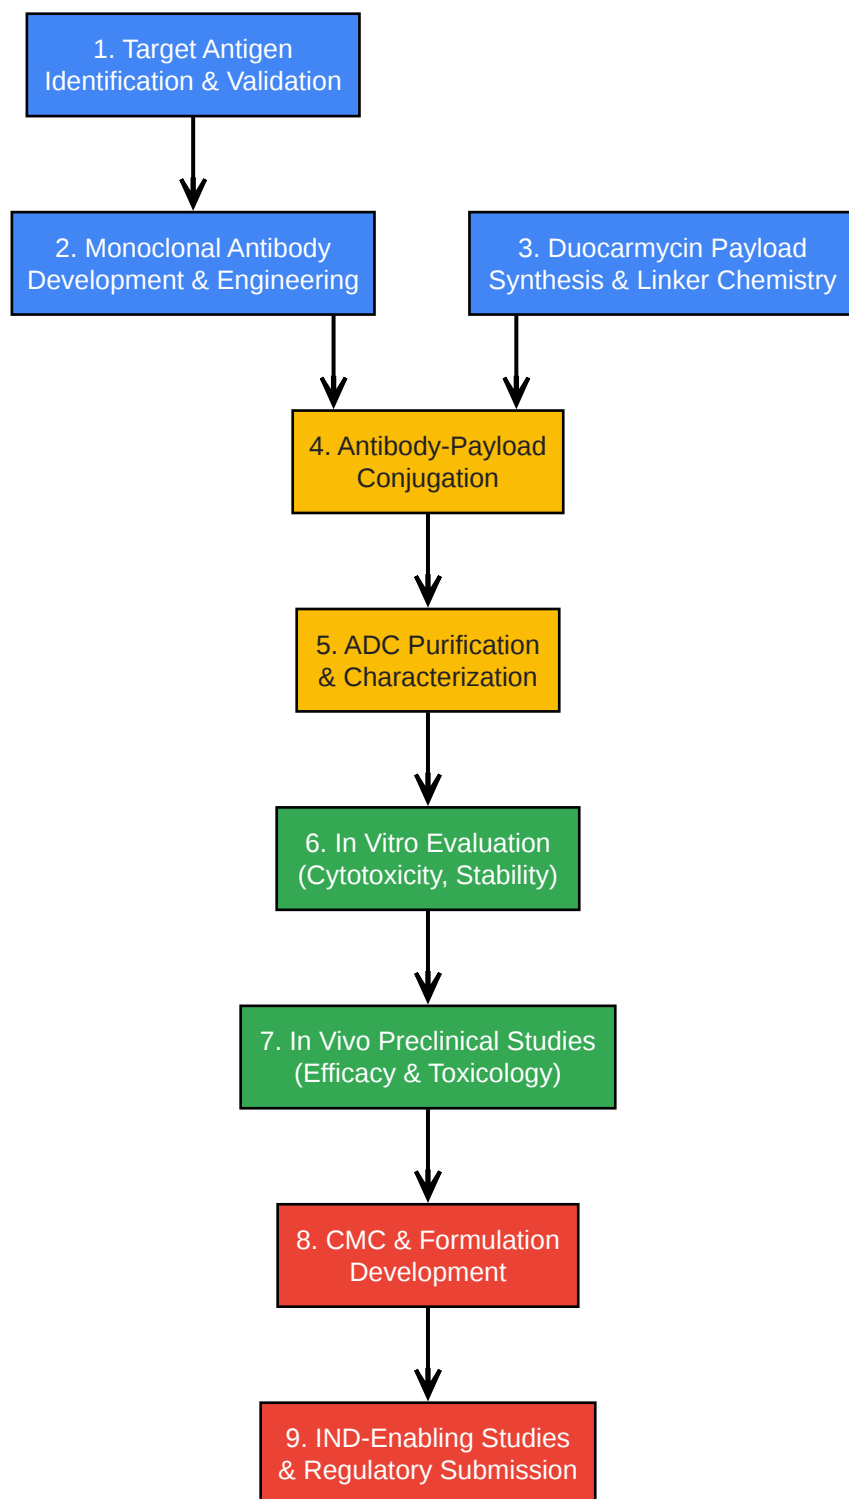 1. Target Antigen
Identification & Validation
2. Monoclonal Antibody
Development & Engineering
3. Duocarmycin Payload
Synthesis & Linker Chemistry
4. Antibody-Payload
Conjugation
5. ADC Purification
& Characterization
6. In Vitro Evaluation
(Cytotoxicity, Stability)
7. In Vivo Preclinical Studies
(Efficacy & Toxicology)
8. CMC & Formulation
Development
9. IND-Enabling Studies
& Regulatory Submission